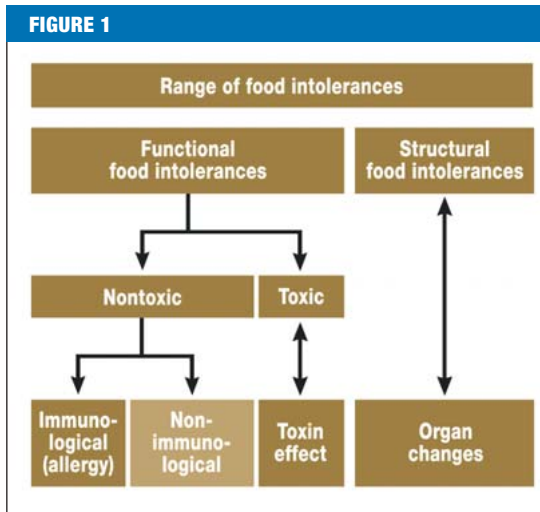 FIGURE 1
Range of food intolerances
Functional
food intolerances
Structural
food intolerances
Nontoxic
Toxic
Immuno-
logical
(allergy)
Non-
immuno-
logical
Toxin
effect
Organ
changes